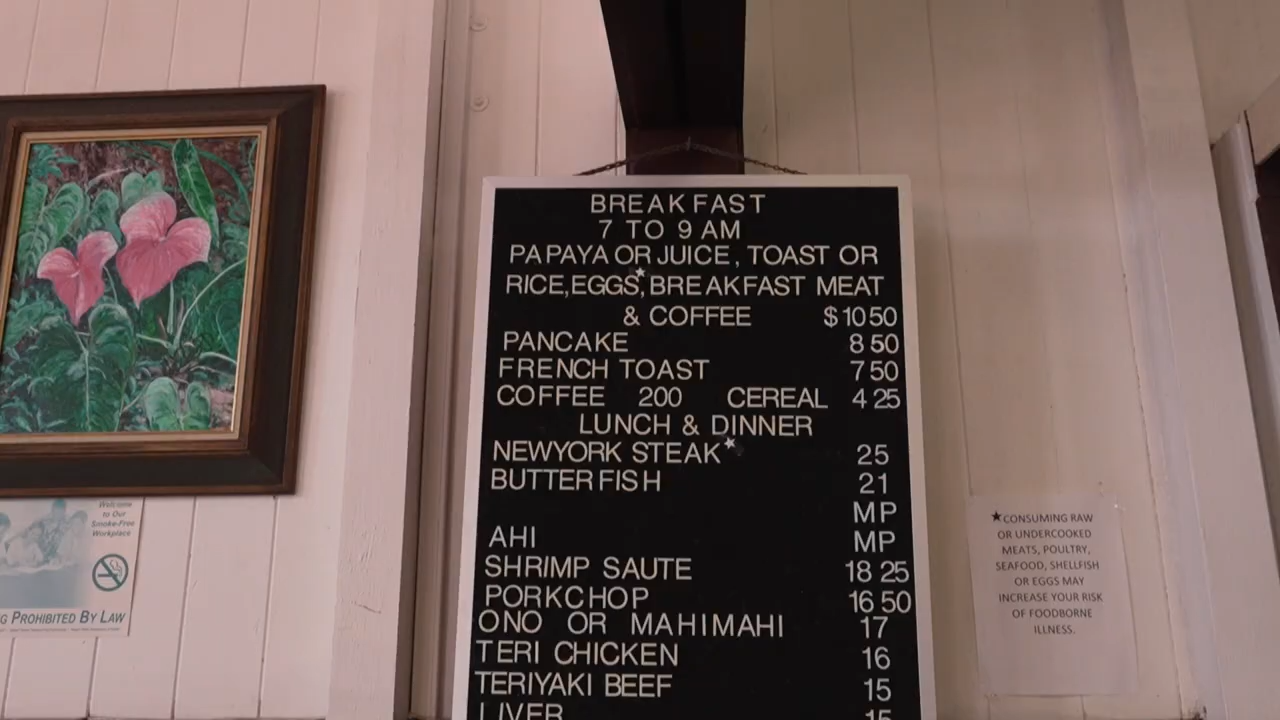 BREAKFAST
7 TO 9 AM
PAPAYA OR JUICE, TOAST OR
RICE, EGGS★, BREAKFAST MEAT
& COFFEE $10 50
PANCAKE 8 50
FRENCH TOAST 7 50
COFFEE 200 CEREAL 4 25
LUNCH & DINNER
NEWYORK STEAK★ 25
BUTTERFISH 21
MP
AHI MP
SHRIMP SAUTE 18 25
PORKCHOP 16 50
ONO OR MAHIMAHI 17
TERI CHICKEN 16
TERIYAKI BEEF 15
LIVER 15
Welcome
to Our
Smoke-Free
Workplace
G PROHIBITED BY LAW
★CONSUMING RAW
OR UNDERCOOKED
MEATS, POULTRY,
SEAFOOD, SHELLFISH
OR EGGS MAY
INCREASE YOUR RISK
OF FOODBORNE
ILLNESS.